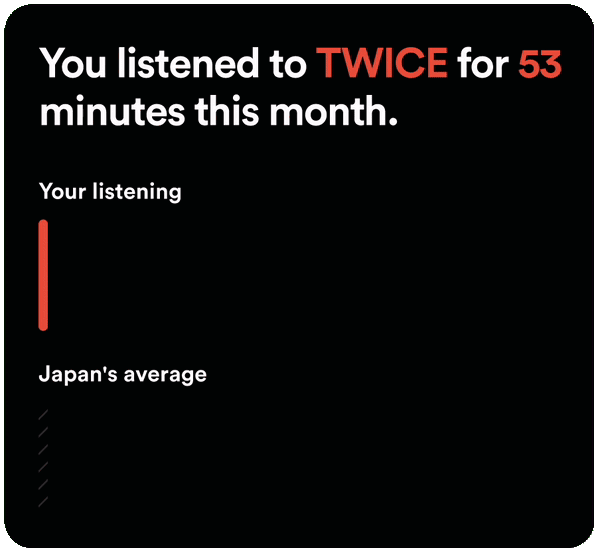 You listened to TWICE for 53
minutes this month.
Your listening
Japan's average